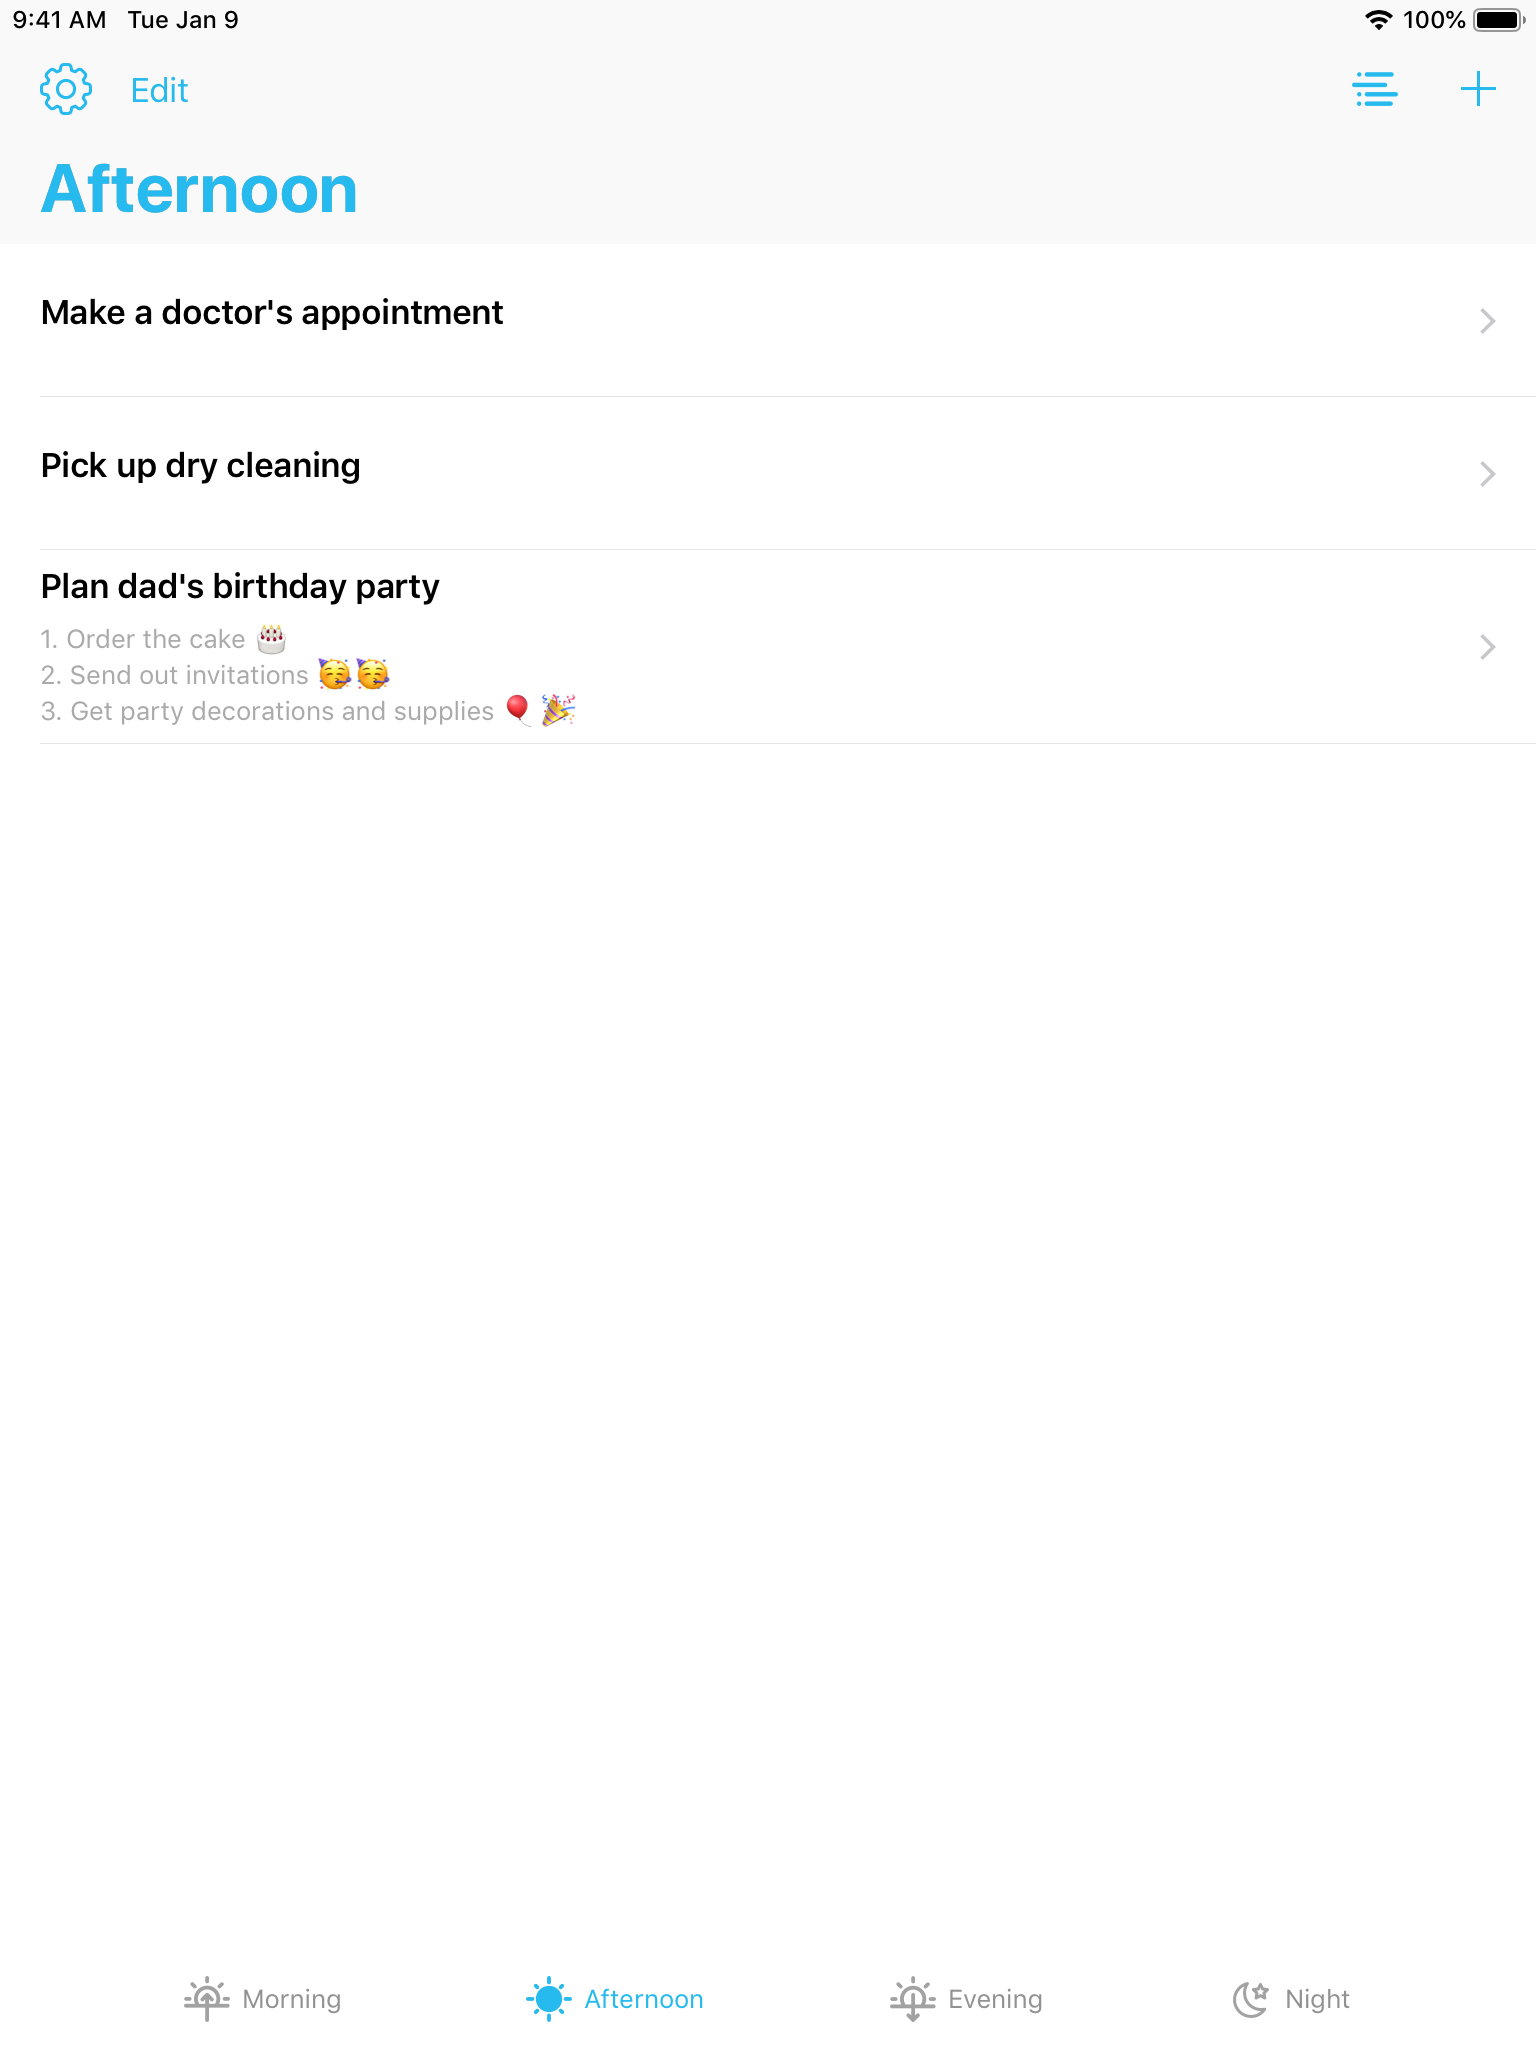 9:41 AM Tue Jan 9 100%
Edit
Afternoon
Make a doctor's appointment
Pick up dry cleaning
Plan dad's birthday party
1. Order the cake 🎂
2. Send out invitations 🥳🥳
3. Get party decorations and supplies 🎈🎉
Morning Afternoon Evening Night